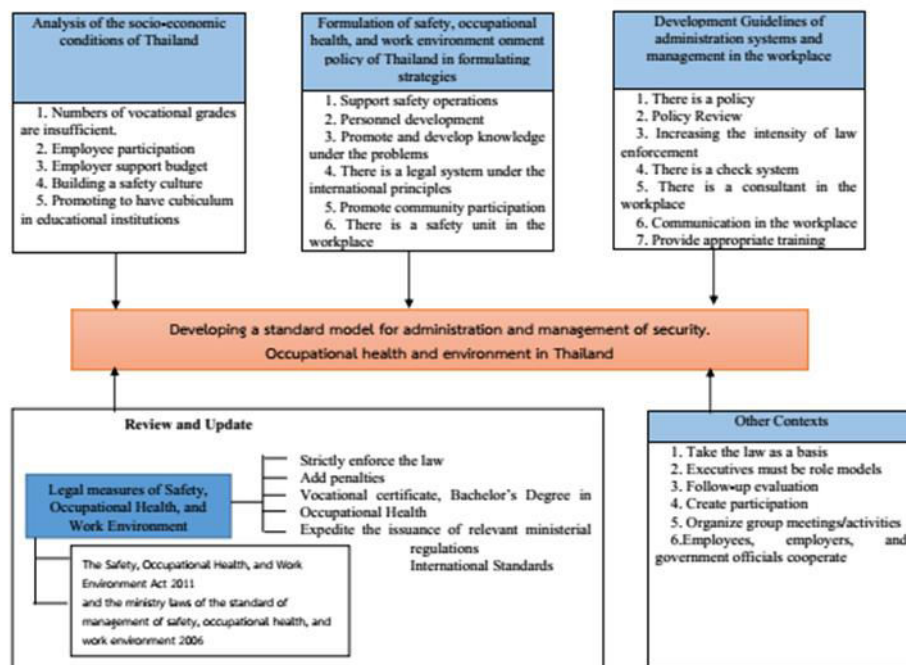 Analysis of the socio-economic
conditions of Thailand
1. Numbers of vocational grades
are insufficient.
2. Employee participation
3. Employer support budget
4. Building a safety culture
5. Promoting to have cubiculum
in educational institutions
Formulation of safety, occupational
health, and work environment onment
policy of Thailand in formulating
strategies
1. Support safety operations
2. Personnel development
3. Promote and develop knowledge
under the problems
4. There is a legal system under the
international principles
5. Promote community participation
6. There is a safety unit in the
workplace
Development Guidelines of
administration systems and
management in the workplace
1. There is a policy
2. Policy Review
3. Increasing the intensity of law
enforcement
4. There is a check system
5. There is a consultant in the
workplace
6. Communication in the workplace
7. Provide appropriate training
Developing a standard model for administration and management of security.
Occupational health and environment in Thailand
Review and Update
Legal measures of Safety,
Occupational Health, and
Work Environment
Strictly enforce the law
Add penalties
Vocational certificate, Bachelor's Degree in
Occupational Health
Expedite the issuance of relevant ministerial
regulations
International Standards
The Safety, Occupational Health, and Work
Environment Act 2011
and the ministry laws of the standard of
management of safety, occupational health, and
work environment 2006
Other Contexts
1. Take the law as a basis
2. Executives must be role models
3. Follow-up evaluation
4. Create participation
5. Organize group meetings/activities
6.Employees, employers, and
government officials cooperate